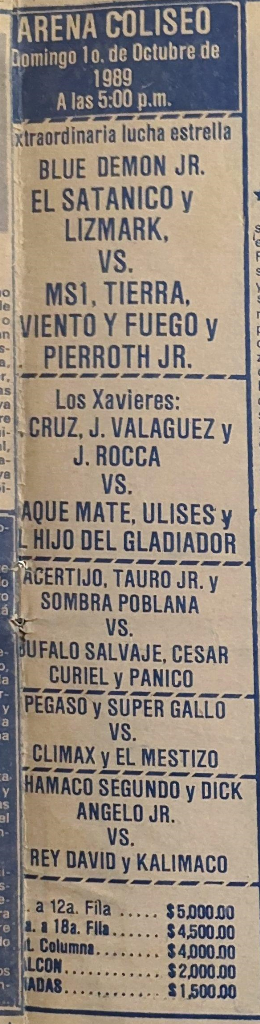 ARENA COLISEO
Domingo 1o. de Octubre de
1989
A las 5:00 p.m.
xtraordinaria lucha estrella
BLUE DEMON JR.
EL SATANICO y
LIZMARK,
VS.
MS1, TIERRA,
VIENTO Y FUEGO y
PIERROTH JR.
Los Xavieres:
. CRUZ, J. VALAGUEZ y
J. ROCCA
VS.
AQUE MATE, ULISES y
L HIJO DEL GLADIADOR
ACERTIJO, TAURO JR. y
SOMBRA POBLANA
VS.
BUFALO SALVAJE, CESAR
CURIEL y PANICO
PEGASO y SUPER GALLO
VS.
CLIMAX y EL MESTIZO
HAMACO SEGUNDO y DICK
ANGELO JR.
VS.
REY DAVID y KALIMACO
. a 12a. Fila ..... $5,000.00
a. a 18a. Fila.... $4,500.00
. Columna........ $4,000.00
ALCON........... $2,000.00
ADAS........... $1,500.00